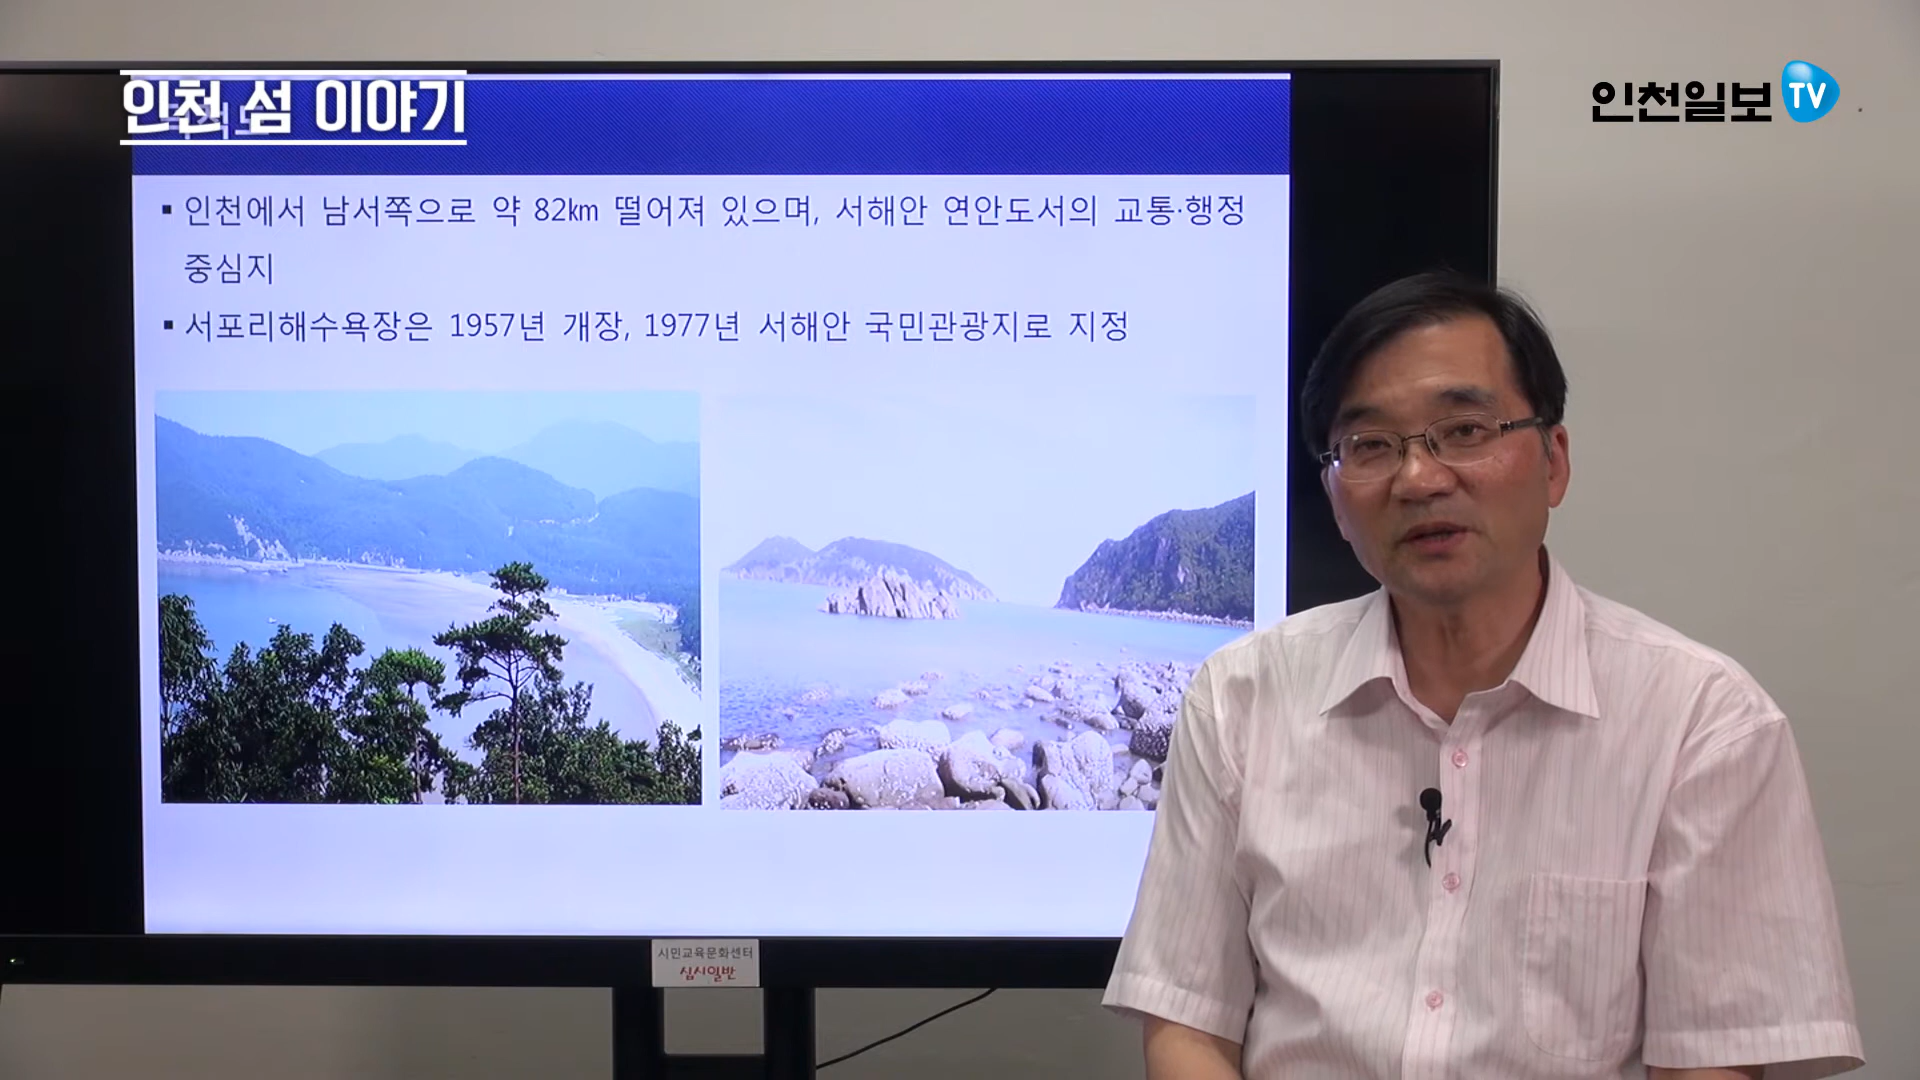 인천 섬 이야기
인천일보 TV
▪ 인천에서 남서쪽으로 약 82㎞ 떨어져 있으며, 서해안 연안도서의 교통·행정
중심지
▪ 서포리해수욕장은 1957년 개장, 1977년 서해안 국민관광지로 지정
시민교육문화센터
십시일반